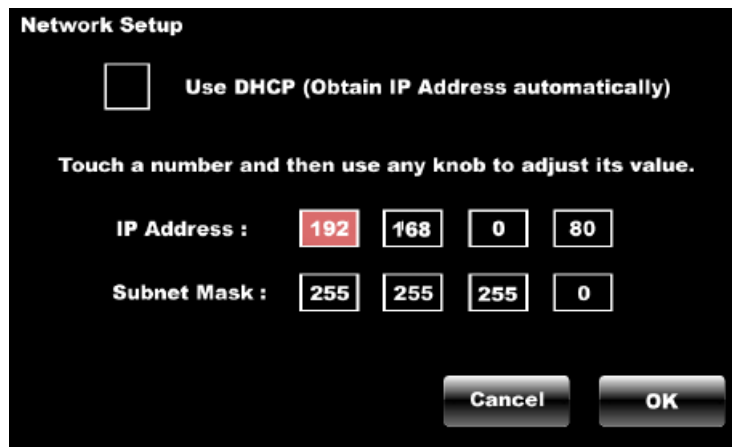 Network Setup
Use DHCP (Obtain IP Address automatically)
Touch a number and then use any knob to adjust its value.
IP Address : 192 168 0 80
Subnet Mask : 255 255 255 0
Cancel OK